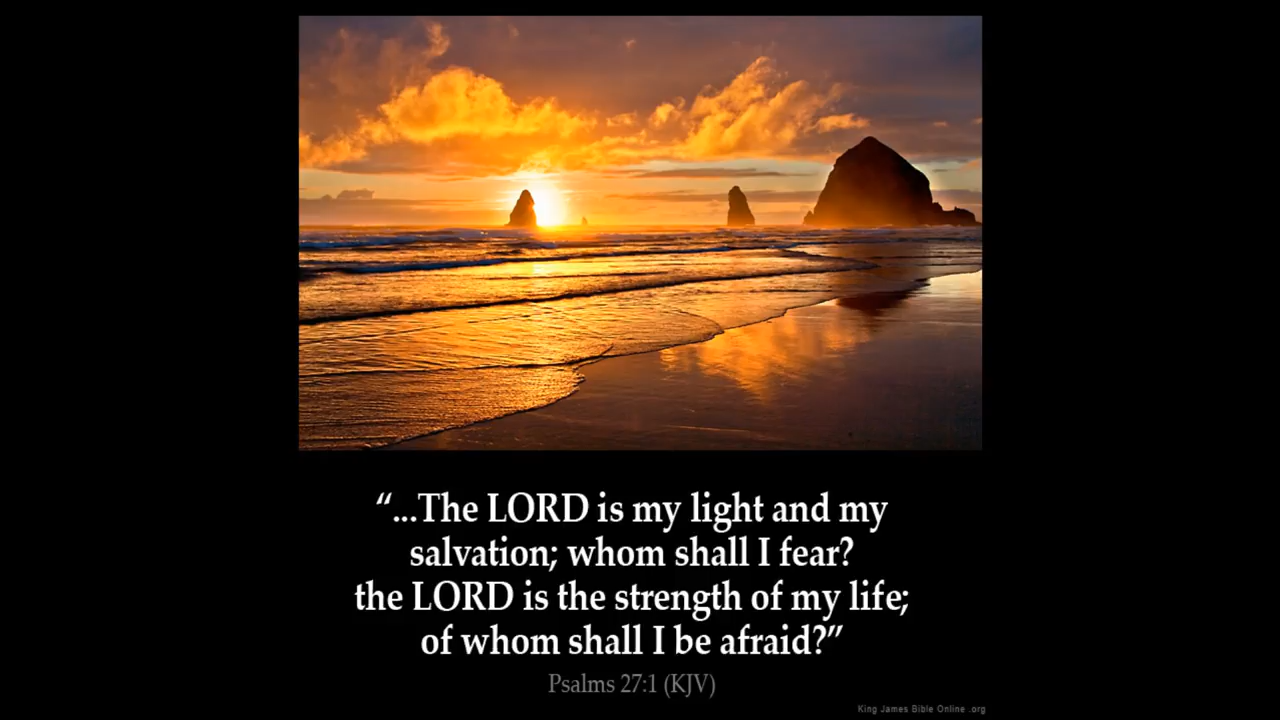 “...The LORD is my light and my
salvation; whom shall I fear?
the LORD is the strength of my life;
of whom shall I be afraid?”
Psalms 27:1 (KJV)
King James Bible Online .org